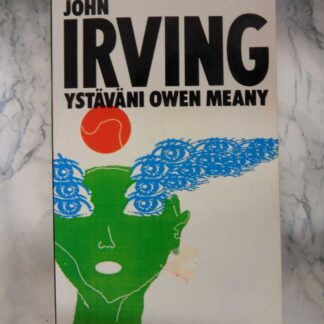 JOHN
IRVING
YSTÄVÄNI OWEN MEANY